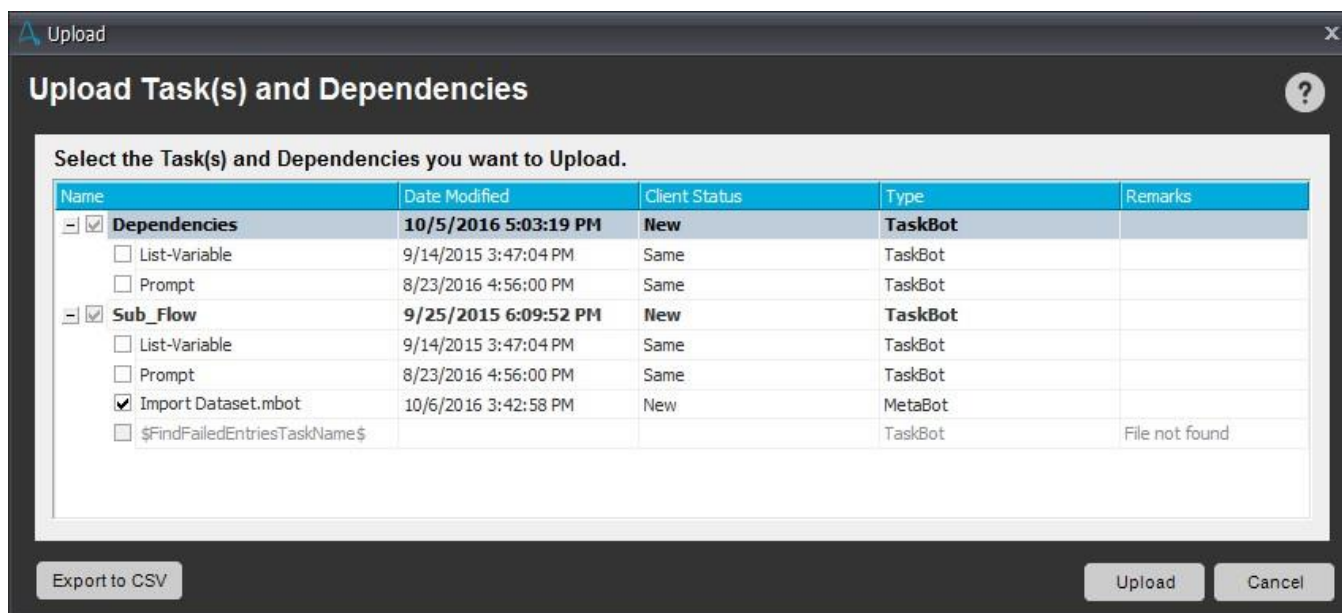 Upload x
Upload Task(s) and Dependencies ?
Select the Task(s) and Dependencies you want to Upload.
Name Date Modified Client Status Type Remarks
Dependencies 10/5/2016 5:03:19 PM New TaskBot
List-Variable 9/14/2015 3:47:04 PM Same TaskBot
Prompt 8/23/2016 4:56:00 PM Same TaskBot
Sub_Flow 9/25/2015 6:09:52 PM New TaskBot
List-Variable 9/14/2015 3:47:04 PM Same TaskBot
Prompt 8/23/2016 4:56:00 PM Same TaskBot
Import Dataset.mbot 10/6/2016 3:42:58 PM New MetaBot
$FindFailedEntriesTaskName$ TaskBot File not found
Export to CSV Upload Cancel